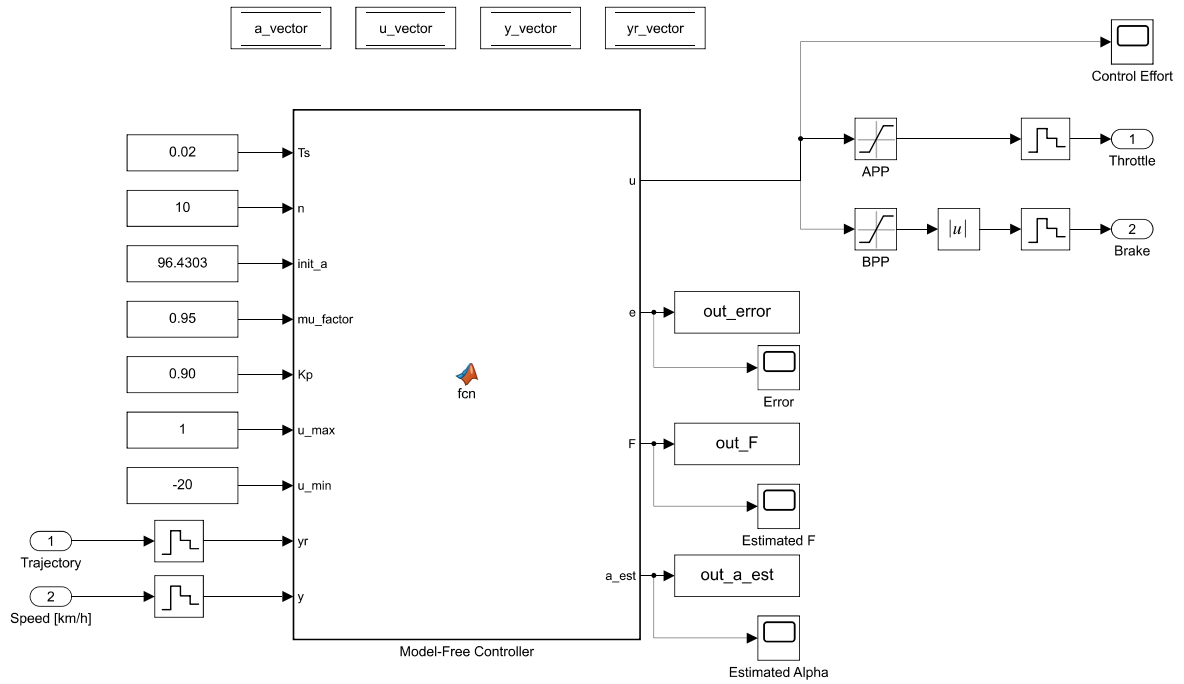 a_vector
u_vector
y_vector
yr_vector
Control Effort
0.02
Ts
10
n
96.4303
init_a
0.95
mu_factor
0.90
Kp
1
u_max
-20
u_min
1
Trajectory
yr
2
Speed [km/h]
y
fcn
Model-Free Controller
u
APP
1
Throttle
BPP
|u|
2
Brake
e
out_error
Error
F
out_F
Estimated F
a_est
out_a_est
Estimated Alpha